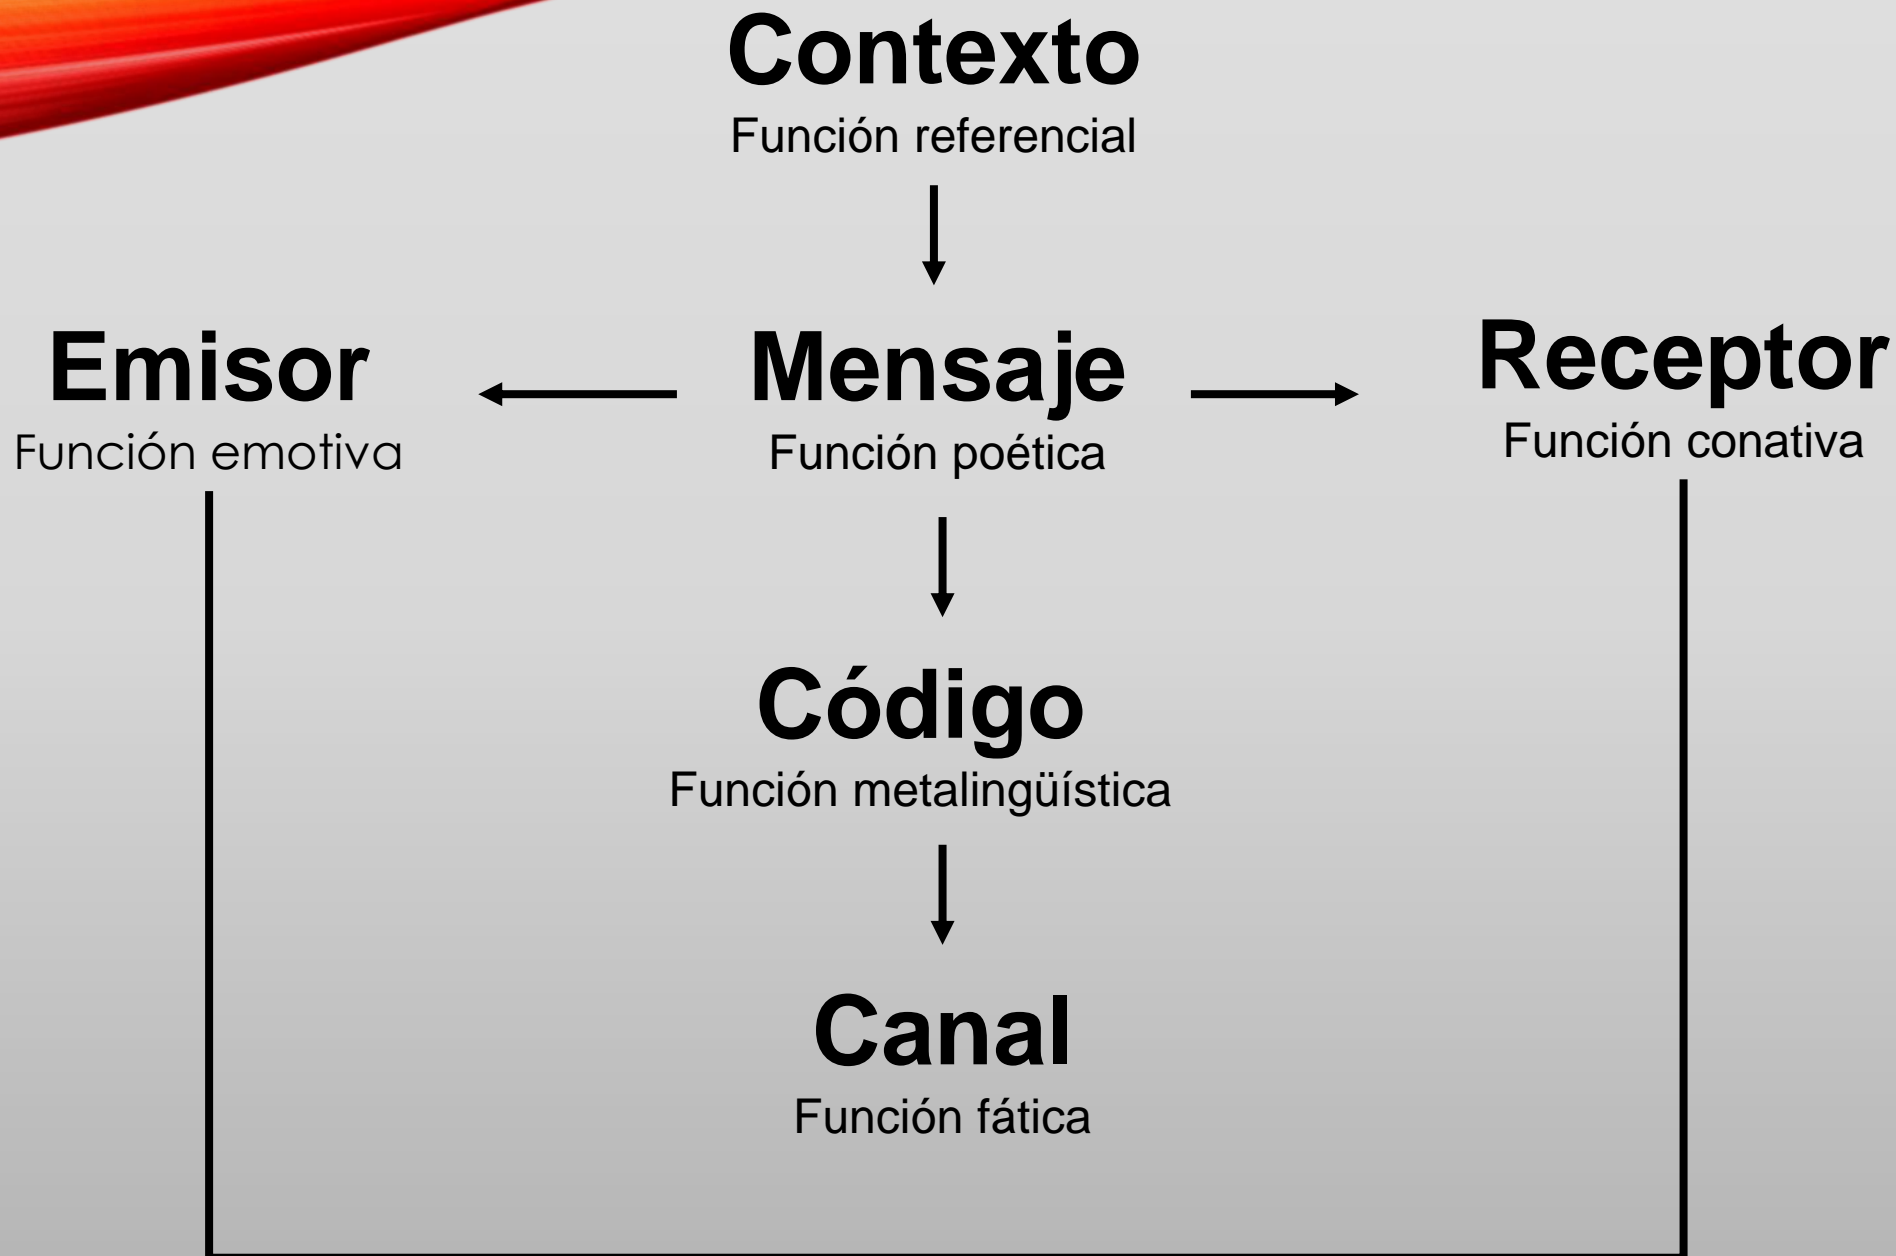 Contexto
Función referencial
Emisor
Función emotiva
Mensaje
Función poética
Receptor
Función conativa
Código
Función metalingüística
Canal
Función fática